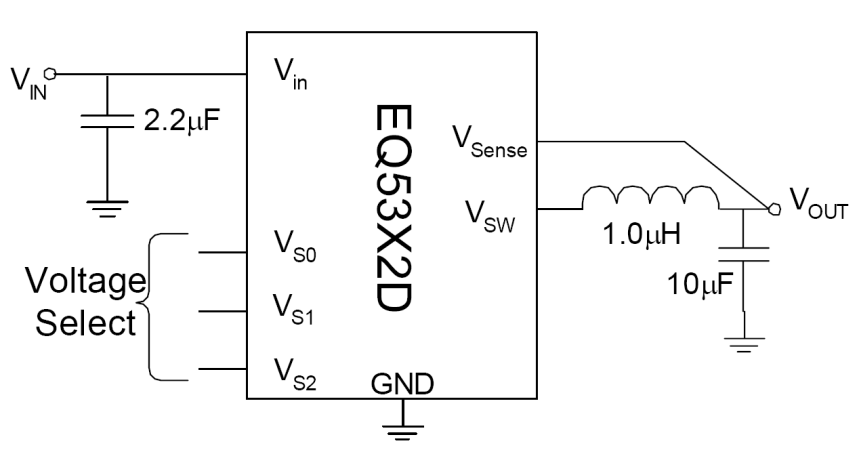 VIN
Vin
2.2μF
EQ53X2D
VSense
VSW
VOUT
1.0μH
10μF
Voltage
Select
VS0
VS1
VS2
GND